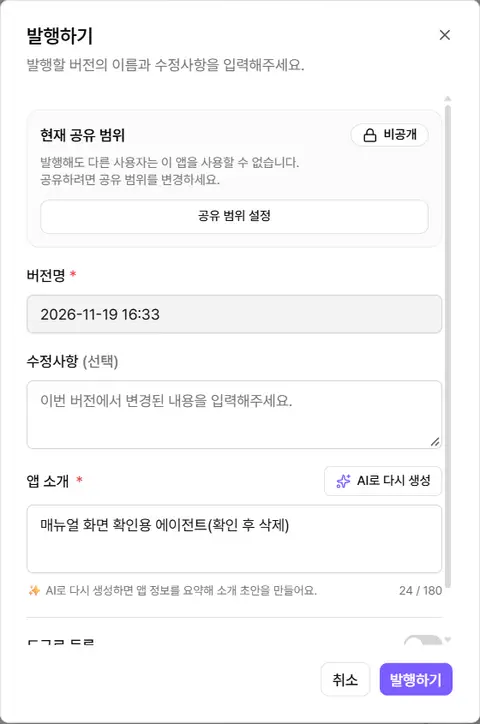 발행하기
발행할 버전의 이름과 수정사항을 입력해주세요.
현재 공유 범위
비공개
발행해도 다른 사용자는 이 앱을 사용할 수 없습니다.
공유하려면 공유 범위를 변경하세요.
공유 범위 설정
버전명 *
2026-11-19 16:33
수정사항 (선택)
이번 버전에서 변경된 내용을 입력해주세요.
앱 소개 *
AI로 다시 생성
매뉴얼 화면 확인용 에이전트(확인 후 삭제)
AI로 다시 생성하면 앱 정보를 요약해 소개 초안을 만들어요.
24 / 180
취소
발행하기